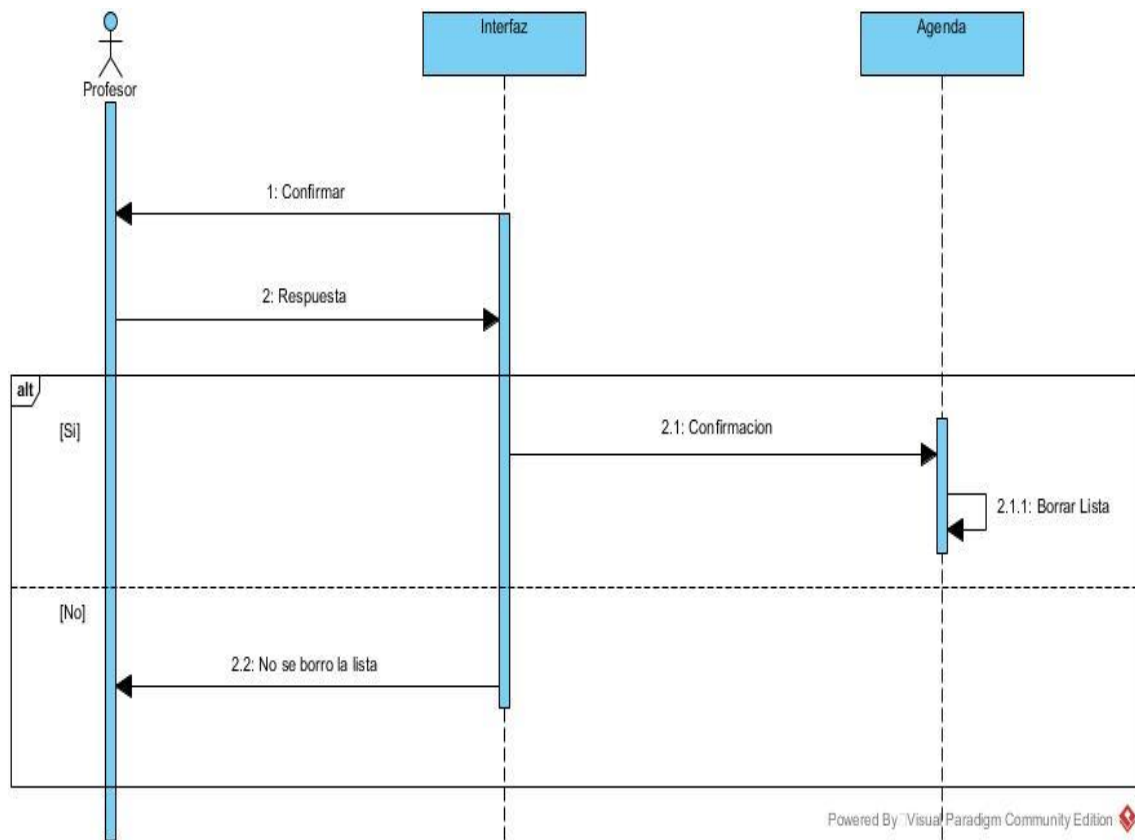 Interfaz
Agenda
Profesor
1: Confirmar
2: Respuesta
alt
[Si]
2.1: Confirmacion
2.1.1: Borrar Lista
[No]
2.2: No se borro la lista
Powered By Visual Paradigm Community Edition